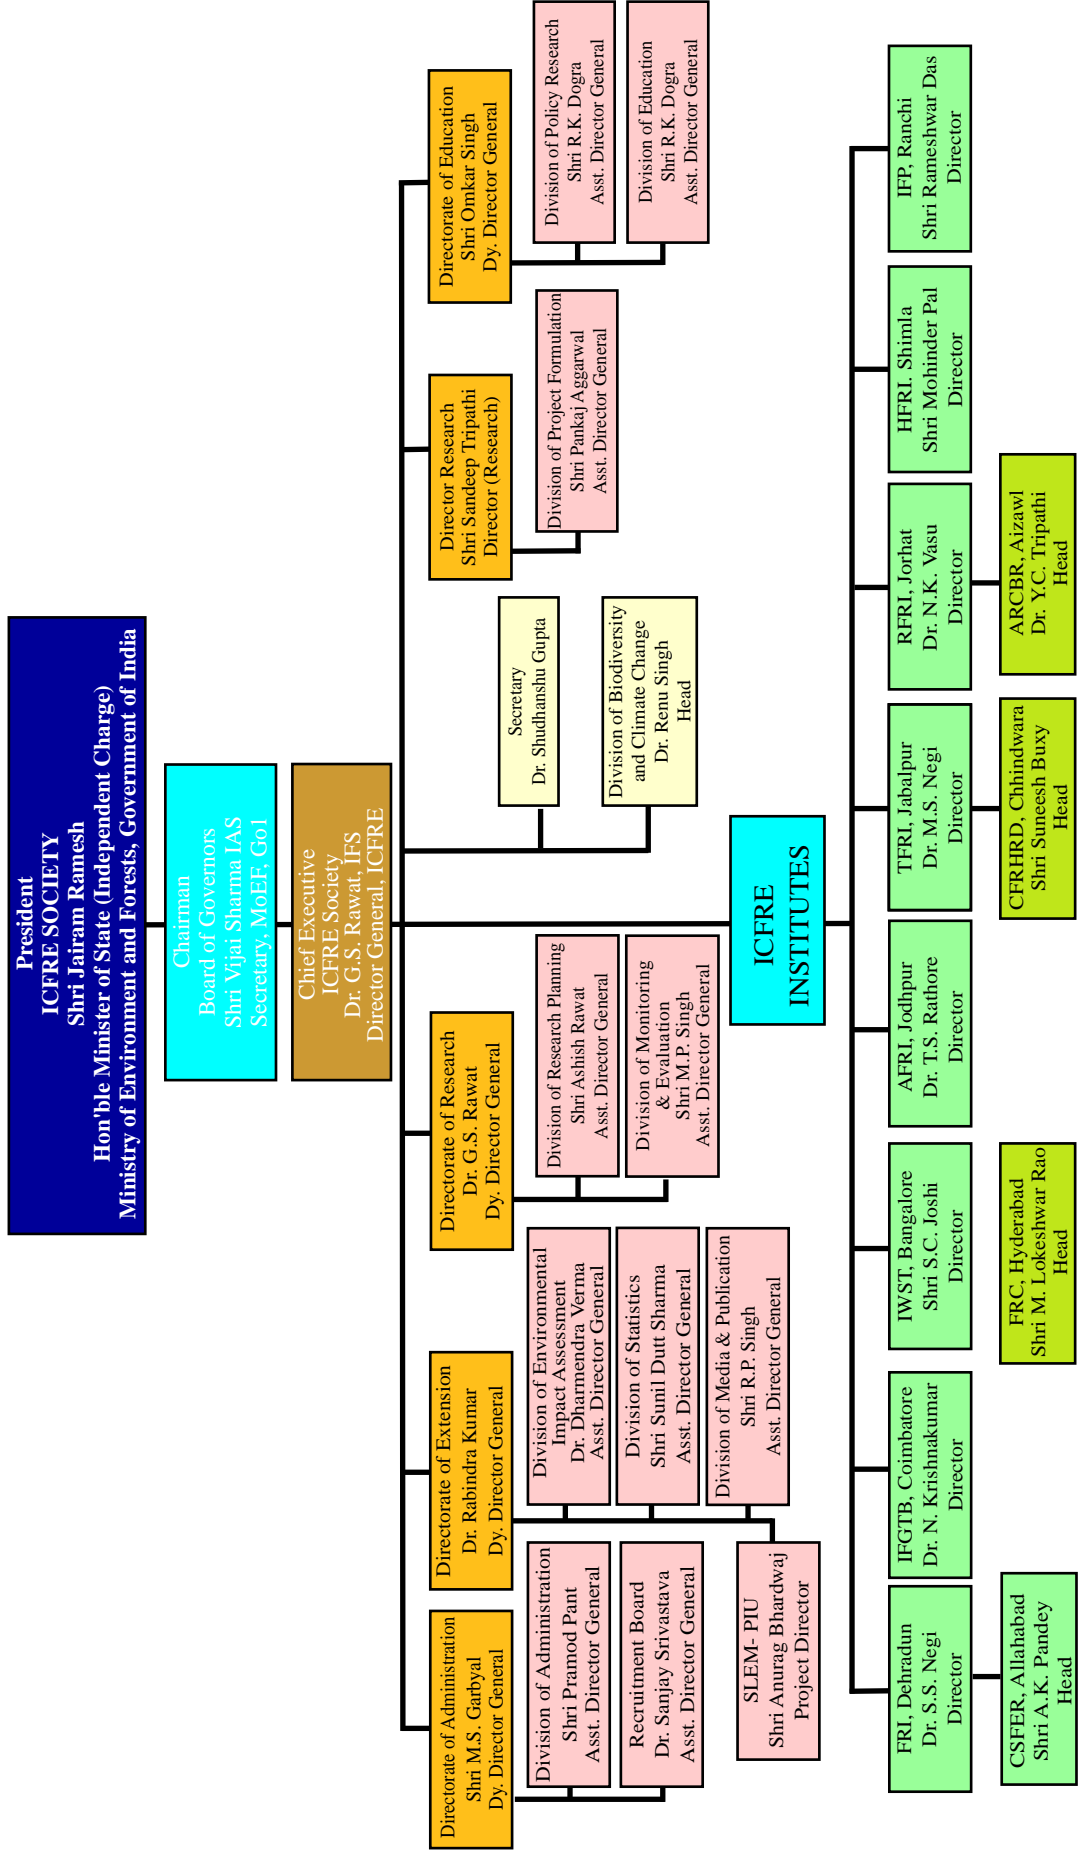 President
ICFRE SOCIETY
Shri Jairam Ramesh
Hon'ble Minister of State (Independent Charge)
Ministry of Environment and Forests, Government of India
Chairman
Board of Governors
Shri Vijai Sharma IAS
Secretary, MoEF, Go1
Chief Executive
ICFRE Society
Dr. G.S. Rawat, IFS
Director General, ICFRE
Directorate of Administration
Shri M.S. Garbyal
Dy. Director General
Division of Administration
Shri Pramod Pant
Asst. Director General
Recruitment Board
Dr. Sanjay Srivastava
Asst. Director General
Directorate of Extension
Dr. Rabindra Kumar
Dy. Director General
Division of Environmental
Impact Assessment
Dr. Dharmendra Verma
Asst. Director General
Division of Statistics
Shri Sunil Dutt Sharma
Asst. Director General
Division of Media & Publication
Shri R.P. Singh
Asst. Director General
SLEM- PIU
Shri Anurag Bhardwaj
Project Director
Directorate of Research
Dr. G.S. Rawat
Dy. Director General
Division of Research Planning
Shri Ashish Rawat
Asst. Director General
Division of Monitoring
& Evaluation
Shri M.P. Singh
Asst. Director General
Secretary
Dr. Shudhanshu Gupta
Division of Biodiversity
and Climate Change
Dr. Renu Singh
Head
Director Research
Shri Sandeep Tripathi
Director (Research)
Division of Project Formulation
Shri Pankaj Aggarwal
Asst. Director General
Directorate of Education
Shri Omkar Singh
Dy. Director General
Division of Policy Research
Shri R.K. Dogra
Asst. Director General
Division of Education
Shri R.K. Dogra
Asst. Director General
ICFRE
INSTITUTES
FRI, Dehradun
Dr. S.S. Negi
Director
CSFER, Allahabad
Shri A.K. Pandey
Head
IFGTB, Coimbatore
Dr. N. Krishnakumar
Director
IWST, Bangalore
Shri S.C. Joshi
Director
FRC, Hyderabad
Shri M. Lokeshwar Rao
Head
AFRI, Jodhpur
Dr. T.S. Rathore
Director
TFRI, Jabalpur
Dr. M.S. Negi
Director
CFRHRD, Chhindwara
Shri Suneesh Buxy
Head
RFRI, Jorhat
Dr. N.K. Vasu
Director
ARCBR, Aizawl
Dr. Y.C. Tripathi
Head
HFRI. Shimla
Shri Mohinder Pal
Director
IFP, Ranchi
Shri Rameshwar Das
Director